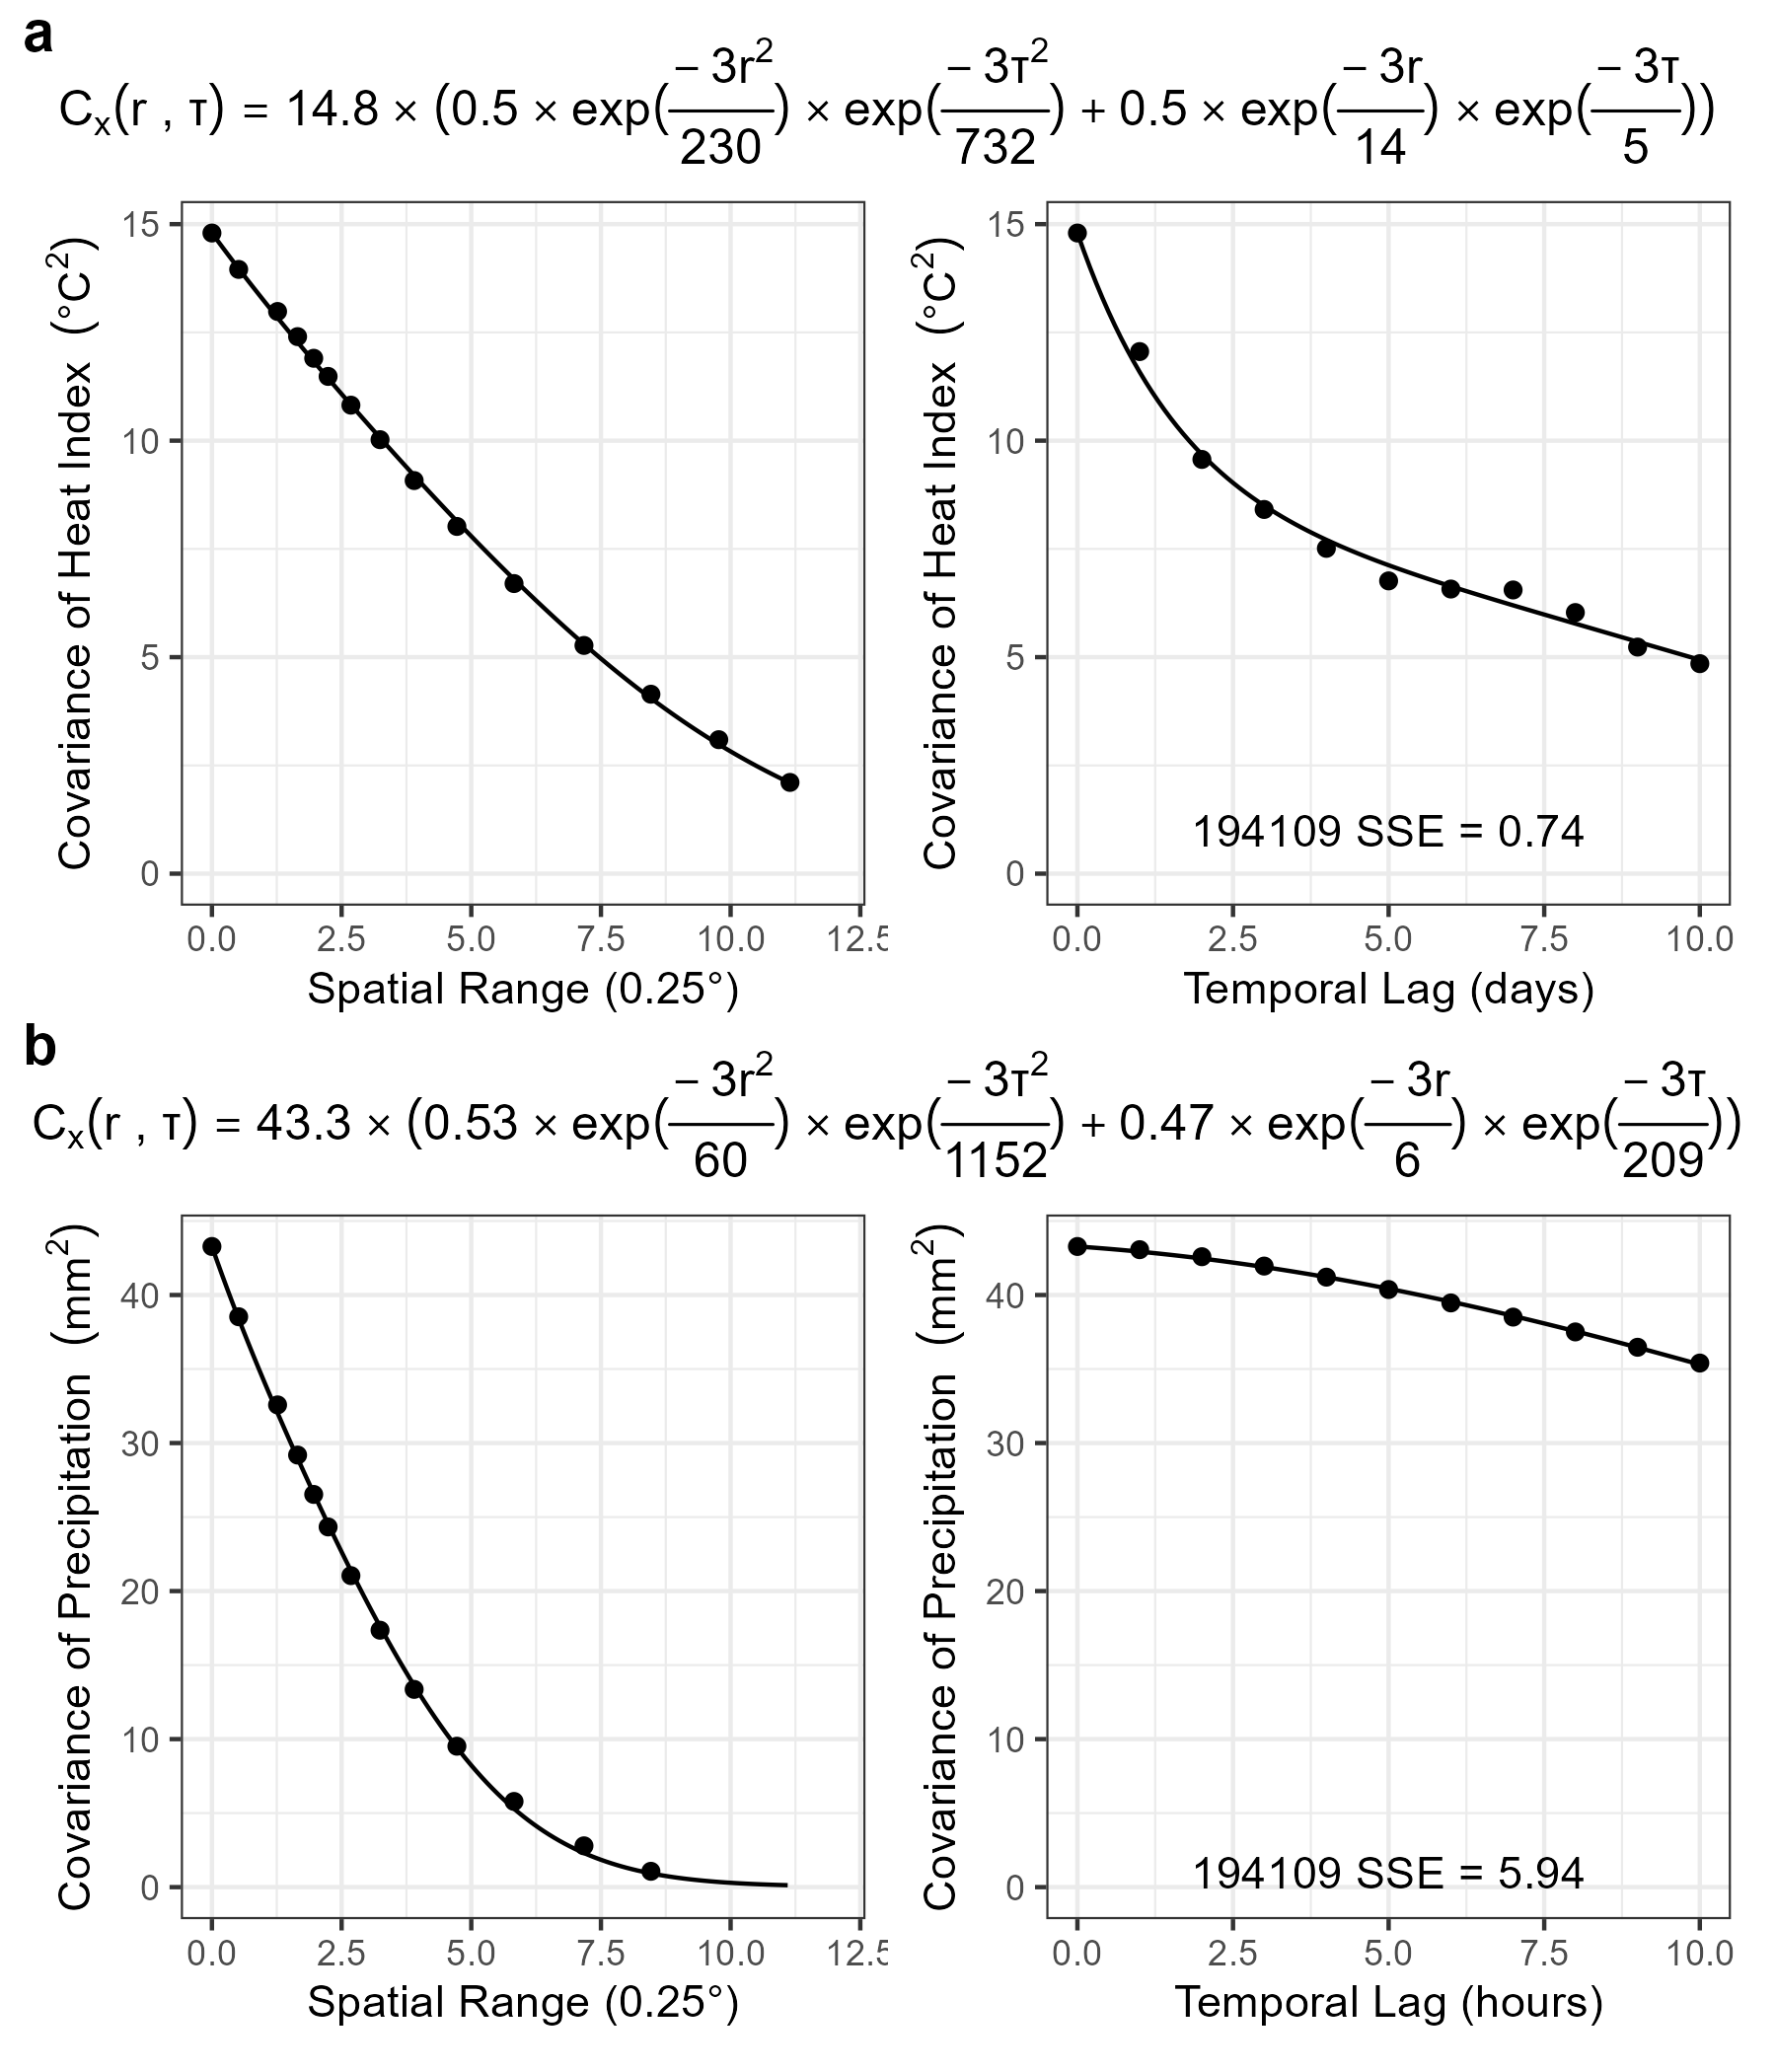 a
Cₓ(r , τ) = 14.8 × (0.5 × exp(− 3r²/230) × exp(− 3τ²/732) + 0.5 × exp(− 3r/14) × exp(− 3τ/5))
Covariance of Heat Index (°C²)
15
10
5
0
0.0 2.5 5.0 7.5 10.0 12.5
Spatial Range (0.25°)
Covariance of Heat Index (°C²)
15
10
5
0
194109 SSE = 0.74
0.0 2.5 5.0 7.5 10.0
Temporal Lag (days)
b
Cₓ(r , τ) = 43.3 × (0.53 × exp(− 3r²/60) × exp(− 3τ²/1152) + 0.47 × exp(− 3r/6) × exp(− 3τ/209))
Covariance of Precipitation (mm²)
40
30
20
10
0
0.0 2.5 5.0 7.5 10.0 12.5
Spatial Range (0.25°)
Covariance of Precipitation (mm²)
40
30
20
10
0
194109 SSE = 5.94
0.0 2.5 5.0 7.5 10.0
Temporal Lag (hours)